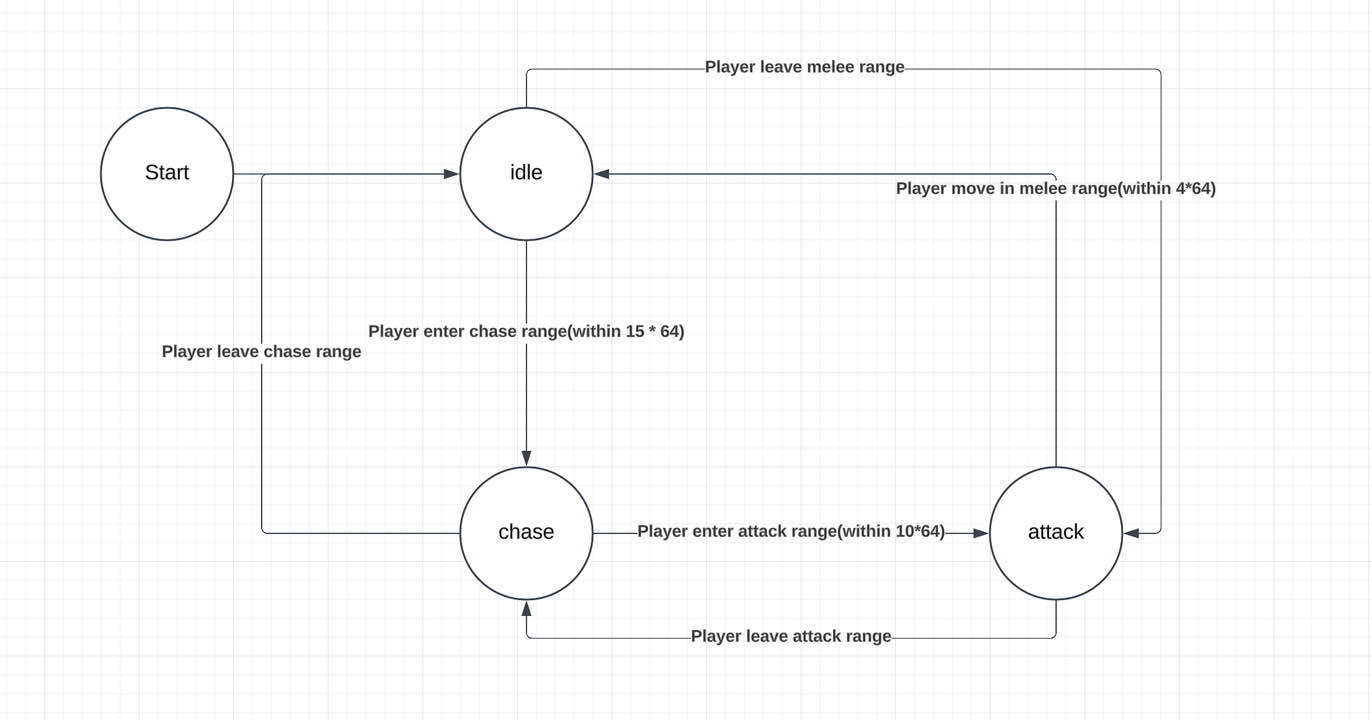 Player leave melee range
Start
idle
Player move in melee range(within 4*64)
Player enter chase range(within 15 * 64)
Player leave chase range
chase
Player enter attack range(within 10*64)
attack
Player leave attack range